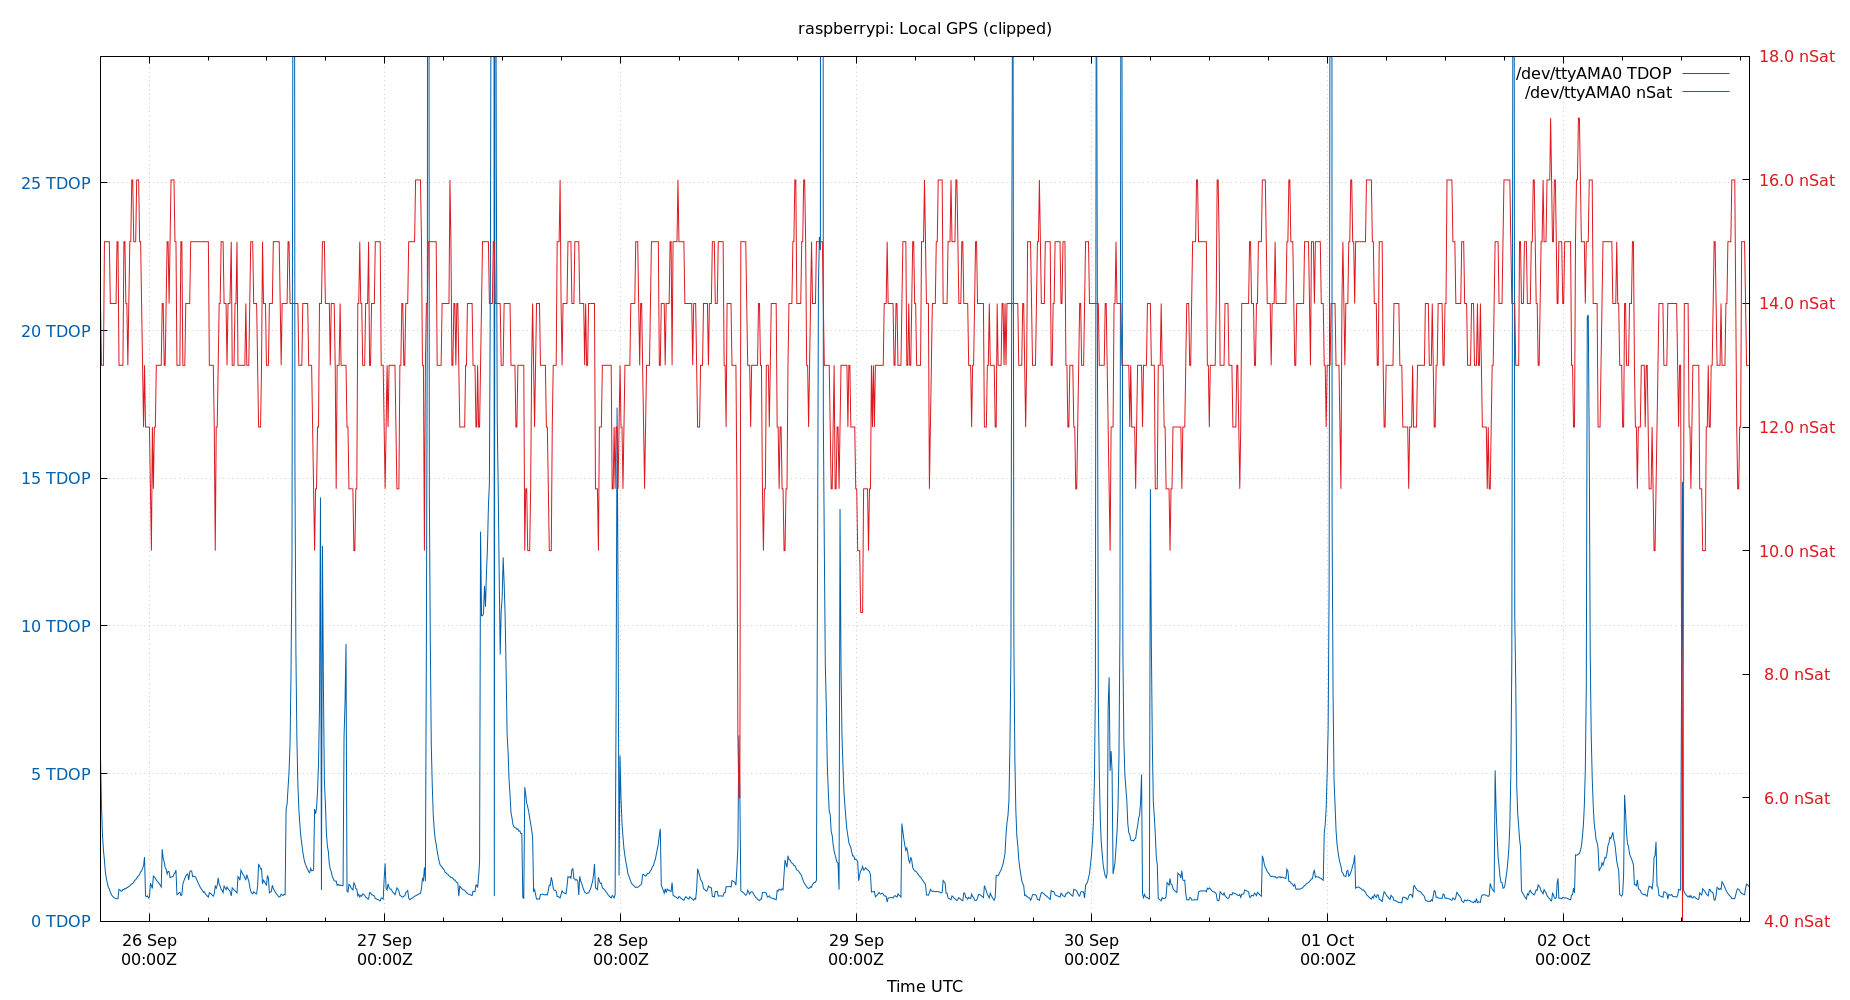 raspberrypi: Local GPS (clipped)
18.0 nSat
/dev/ttyAMA0 TDOP
/dev/ttyAMA0 nSat
25 TDOP
16.0 nSat
20 TDOP
14.0 nSat
15 TDOP
12.0 nSat
10 TDOP
10.0 nSat
8.0 nSat
5 TDOP
6.0 nSat
0 TDOP
4.0 nSat
26 Sep 27 Sep 28 Sep 29 Sep 30 Sep 01 Oct 02 Oct
00:00Z 00:00Z 00:00Z 00:00Z 00:00Z 00:00Z 00:00Z
Time UTC